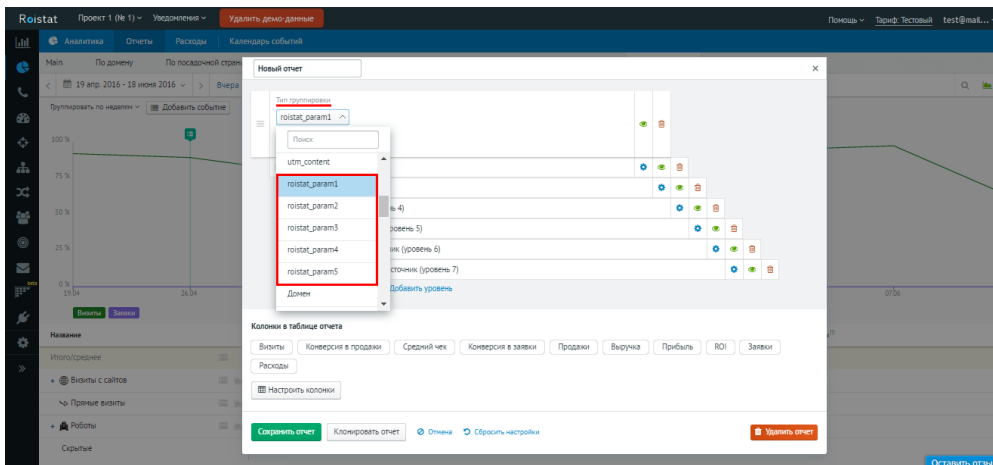 Roistat Проект 1 (№ 1) Уведомления Удалить демо-данные Помощь Тариф: Тестовый test@mail...
Аналитика Отчеты Расходы Календарь событий
Main По домену По посадочной стран
19 апр. 2016 - 18 июня 2016 Вчера
Группировать по неделям Добавить событие
100 %
75 %
50 %
25 %
0 %
19.04 26.04 07.06
beta
Визиты Заявки
Название
Итого/среднее
Визиты с сайтов
Прямые визиты
Роботы
Скрытые
Новый отчет
Тип группировки
roistat_param1
Поиск
utm_content
roistat_param1
roistat_param2
roistat_param3
roistat_param4
roistat_param5
Домен
ь 4)
ровень 5)
ик (уровень 6)
сточник (уровень 7)
Добавить уровень
Колонки в таблице отчета
Визиты Конверсия в продажи Средний чек Конверсия в заявки Продажи Выручка Прибыль ROI Заявки
Расходы
Настроить колонки
Сохранить отчет Клонировать отчет Отмена Сбросить настройки Удалить отчет
Оставить отзы